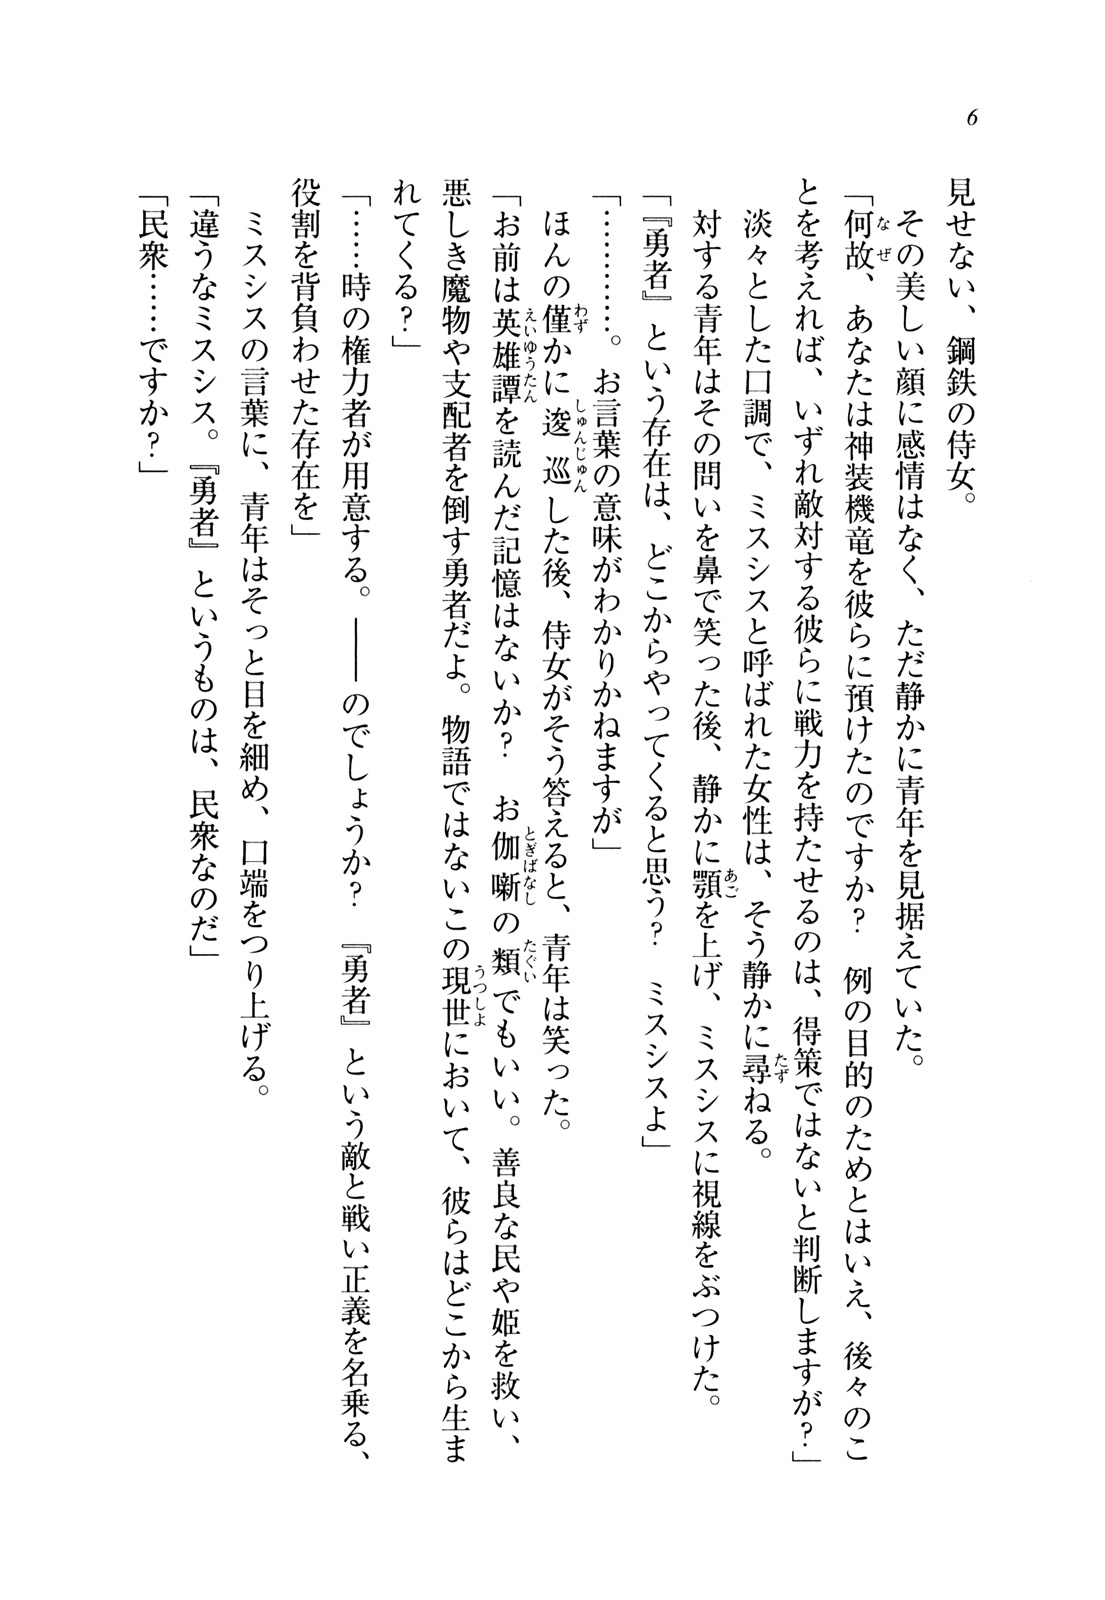 6
見せない、鋼鉄の侍女。
その美しい顔に感情はなく、ただ静かに青年を見据えていた。
「何故、あなたは神装機竜を彼らに預けたのですか？　例の目的のためとはいえ、後々のこ
とを考えれば、いずれ敵対する彼らに戦力を持たせるのは、得策ではないと判断しますが？」
淡々とした口調で、ミスシスと呼ばれた女性は、そう静かに尋ねる。
対する青年はその問いを鼻で笑った後、静かに顎を上げ、ミスシスに視線をぶつけた。
「『勇者』という存在は、どこからやってくると思う？　ミスシスよ」
「…………。お言葉の意味がわかりかねますが」
ほんの僅かに逡巡した後、侍女がそう答えると、青年は笑った。
「お前は英雄譚を読んだ記憶はないか？　お伽噺の類でもいい。善良な民や姫を救い、
悪しき魔物や支配者を倒す勇者だよ。物語ではないこの現世において、彼らはどこから生ま
れてくる？」
「……時の権力者が用意する。――のでしょうか？　『勇者』という敵と戦い正義を名乗る、
役割を背負わせた存在を」
ミスシスの言葉に、青年はそっと目を細め、口端をつり上げる。
「違うなミスシス。『勇者』というものは、民衆なのだ」
「民衆……ですか？」